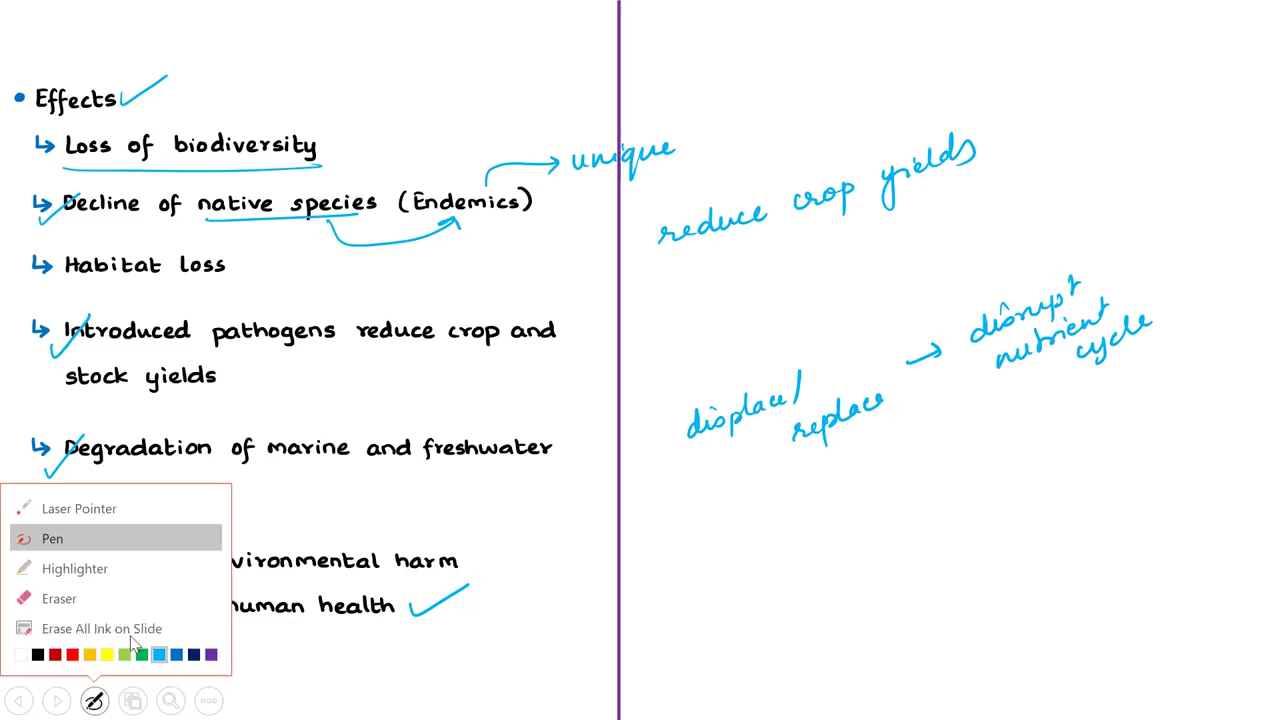 Effects
Loss of biodiversity
unique
Decline of native species (Endemics)
Habitat loss
Introduced pathogens reduce crop and
stock yields
Degradation of marine and freshwater
human health
reduce crop yields
displace/
replace
disrupt
nutrient
cycle
Laser Pointer
Pen
Highlighter
Eraser
Erase All Ink on Slide
vironmental harm